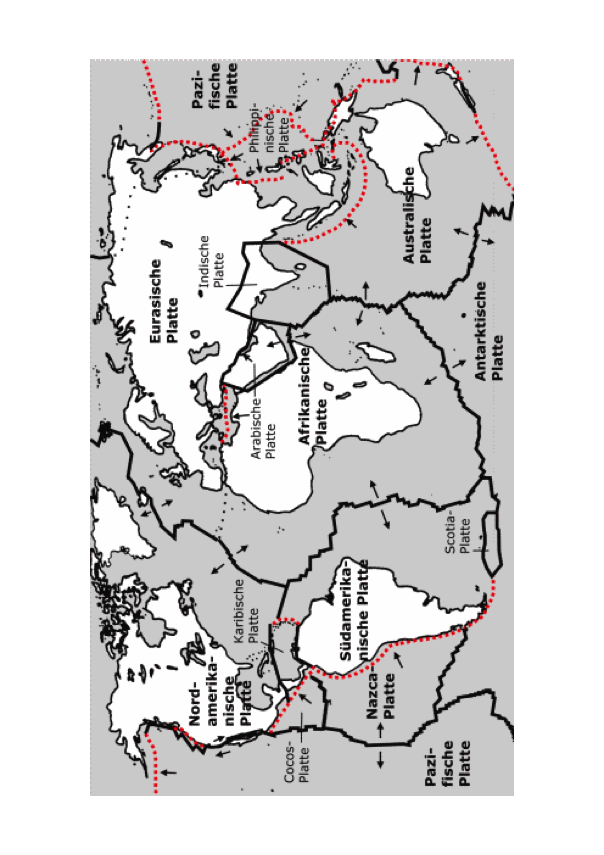 Pazi-
fische
Platte
Philippi-
nische
Platte
Australische
Platte
Indische
Platte
Eurasische
Platte
Antarktische
Platte
Afrikanische
Platte
Arabische
Platte
Scotia-
Platte
Karibische
Platte
Südamerika-
nische Platte
Nord-
amerika-
nische
Platte
Nazca-
Platte
Cocos-
Platte
Pazi-
fische
Platte